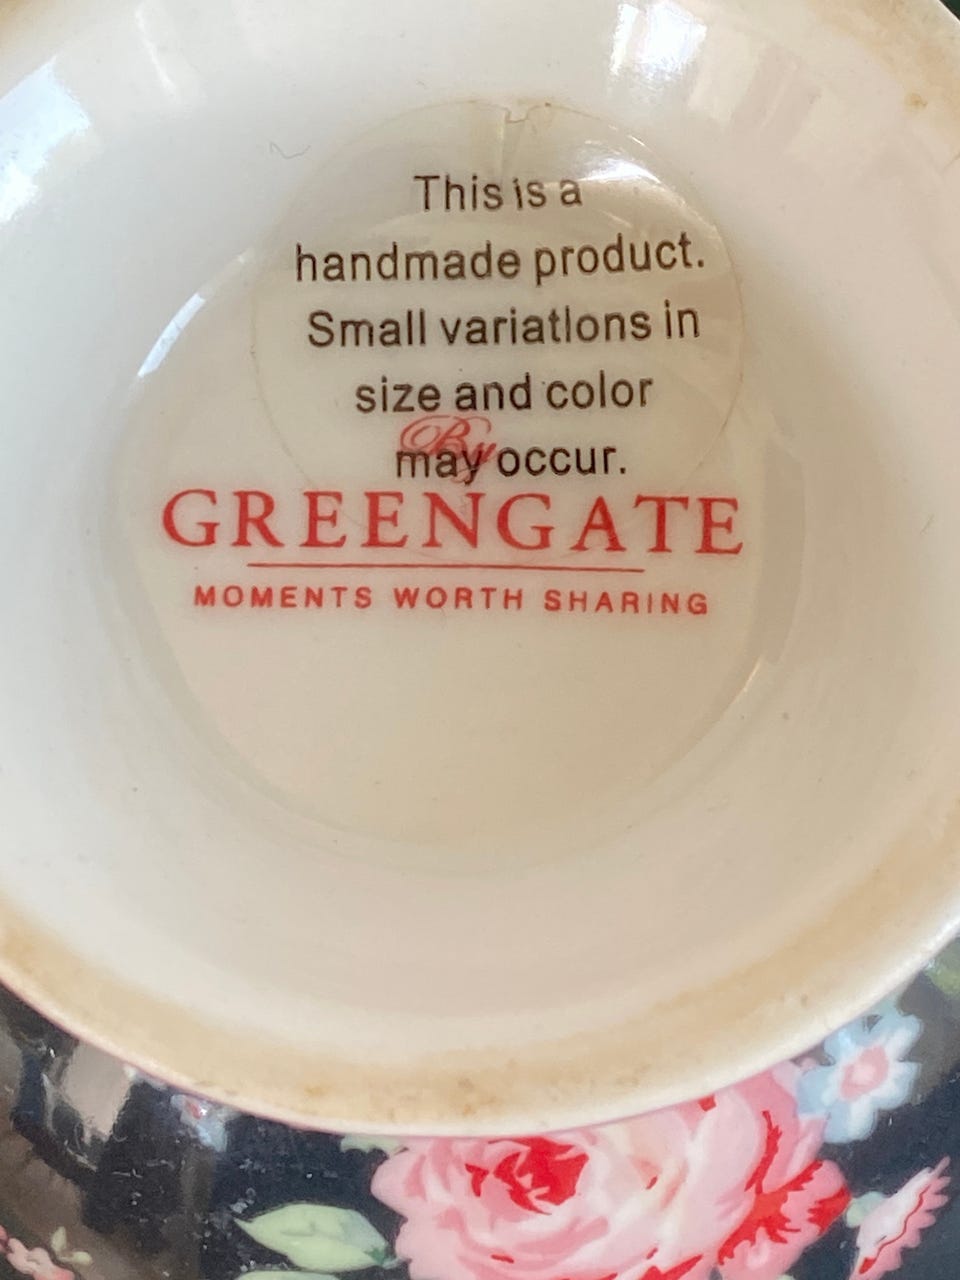 This is a
handmade product.
Small variations in
size and color
may occur.
By
GREENGATE
MOMENTS WORTH SHARING